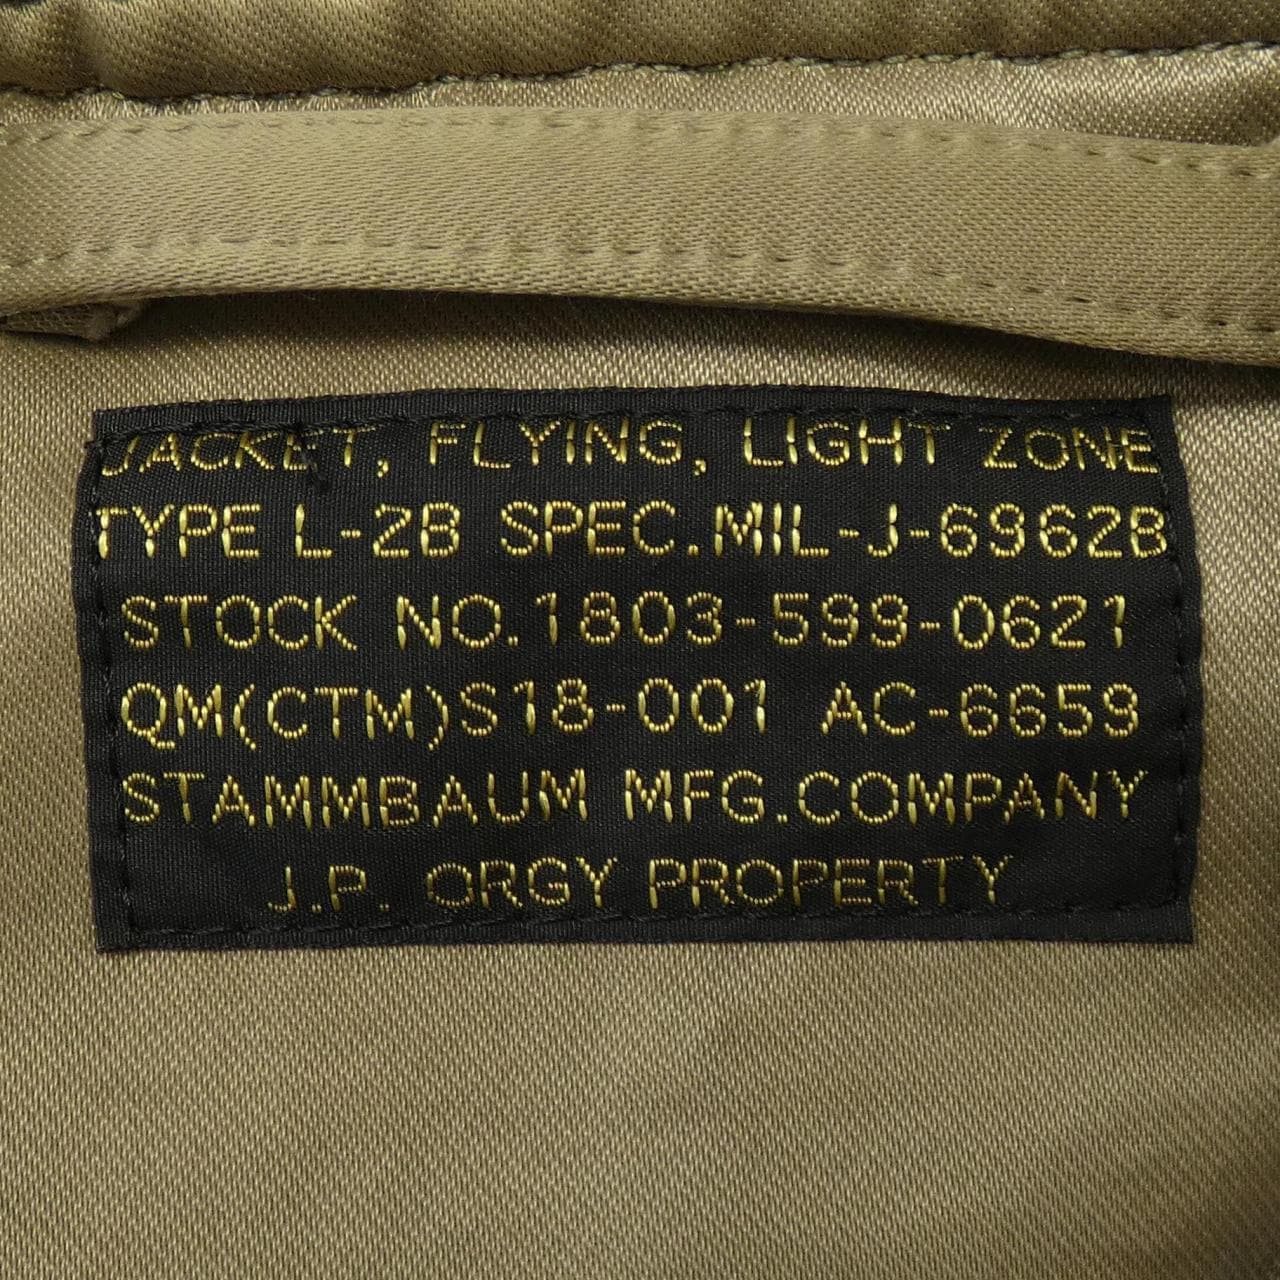 JACKET, FLYING, LIGHT ZONE
TYPE L-2B SPEC.MIL-J-6962B
STOCK NO.1803-599-0621
QM(CTM)S18-001 AC-6659
STAMMBAUM MFG.COMPANY
J.P. ORGY PROPERTY